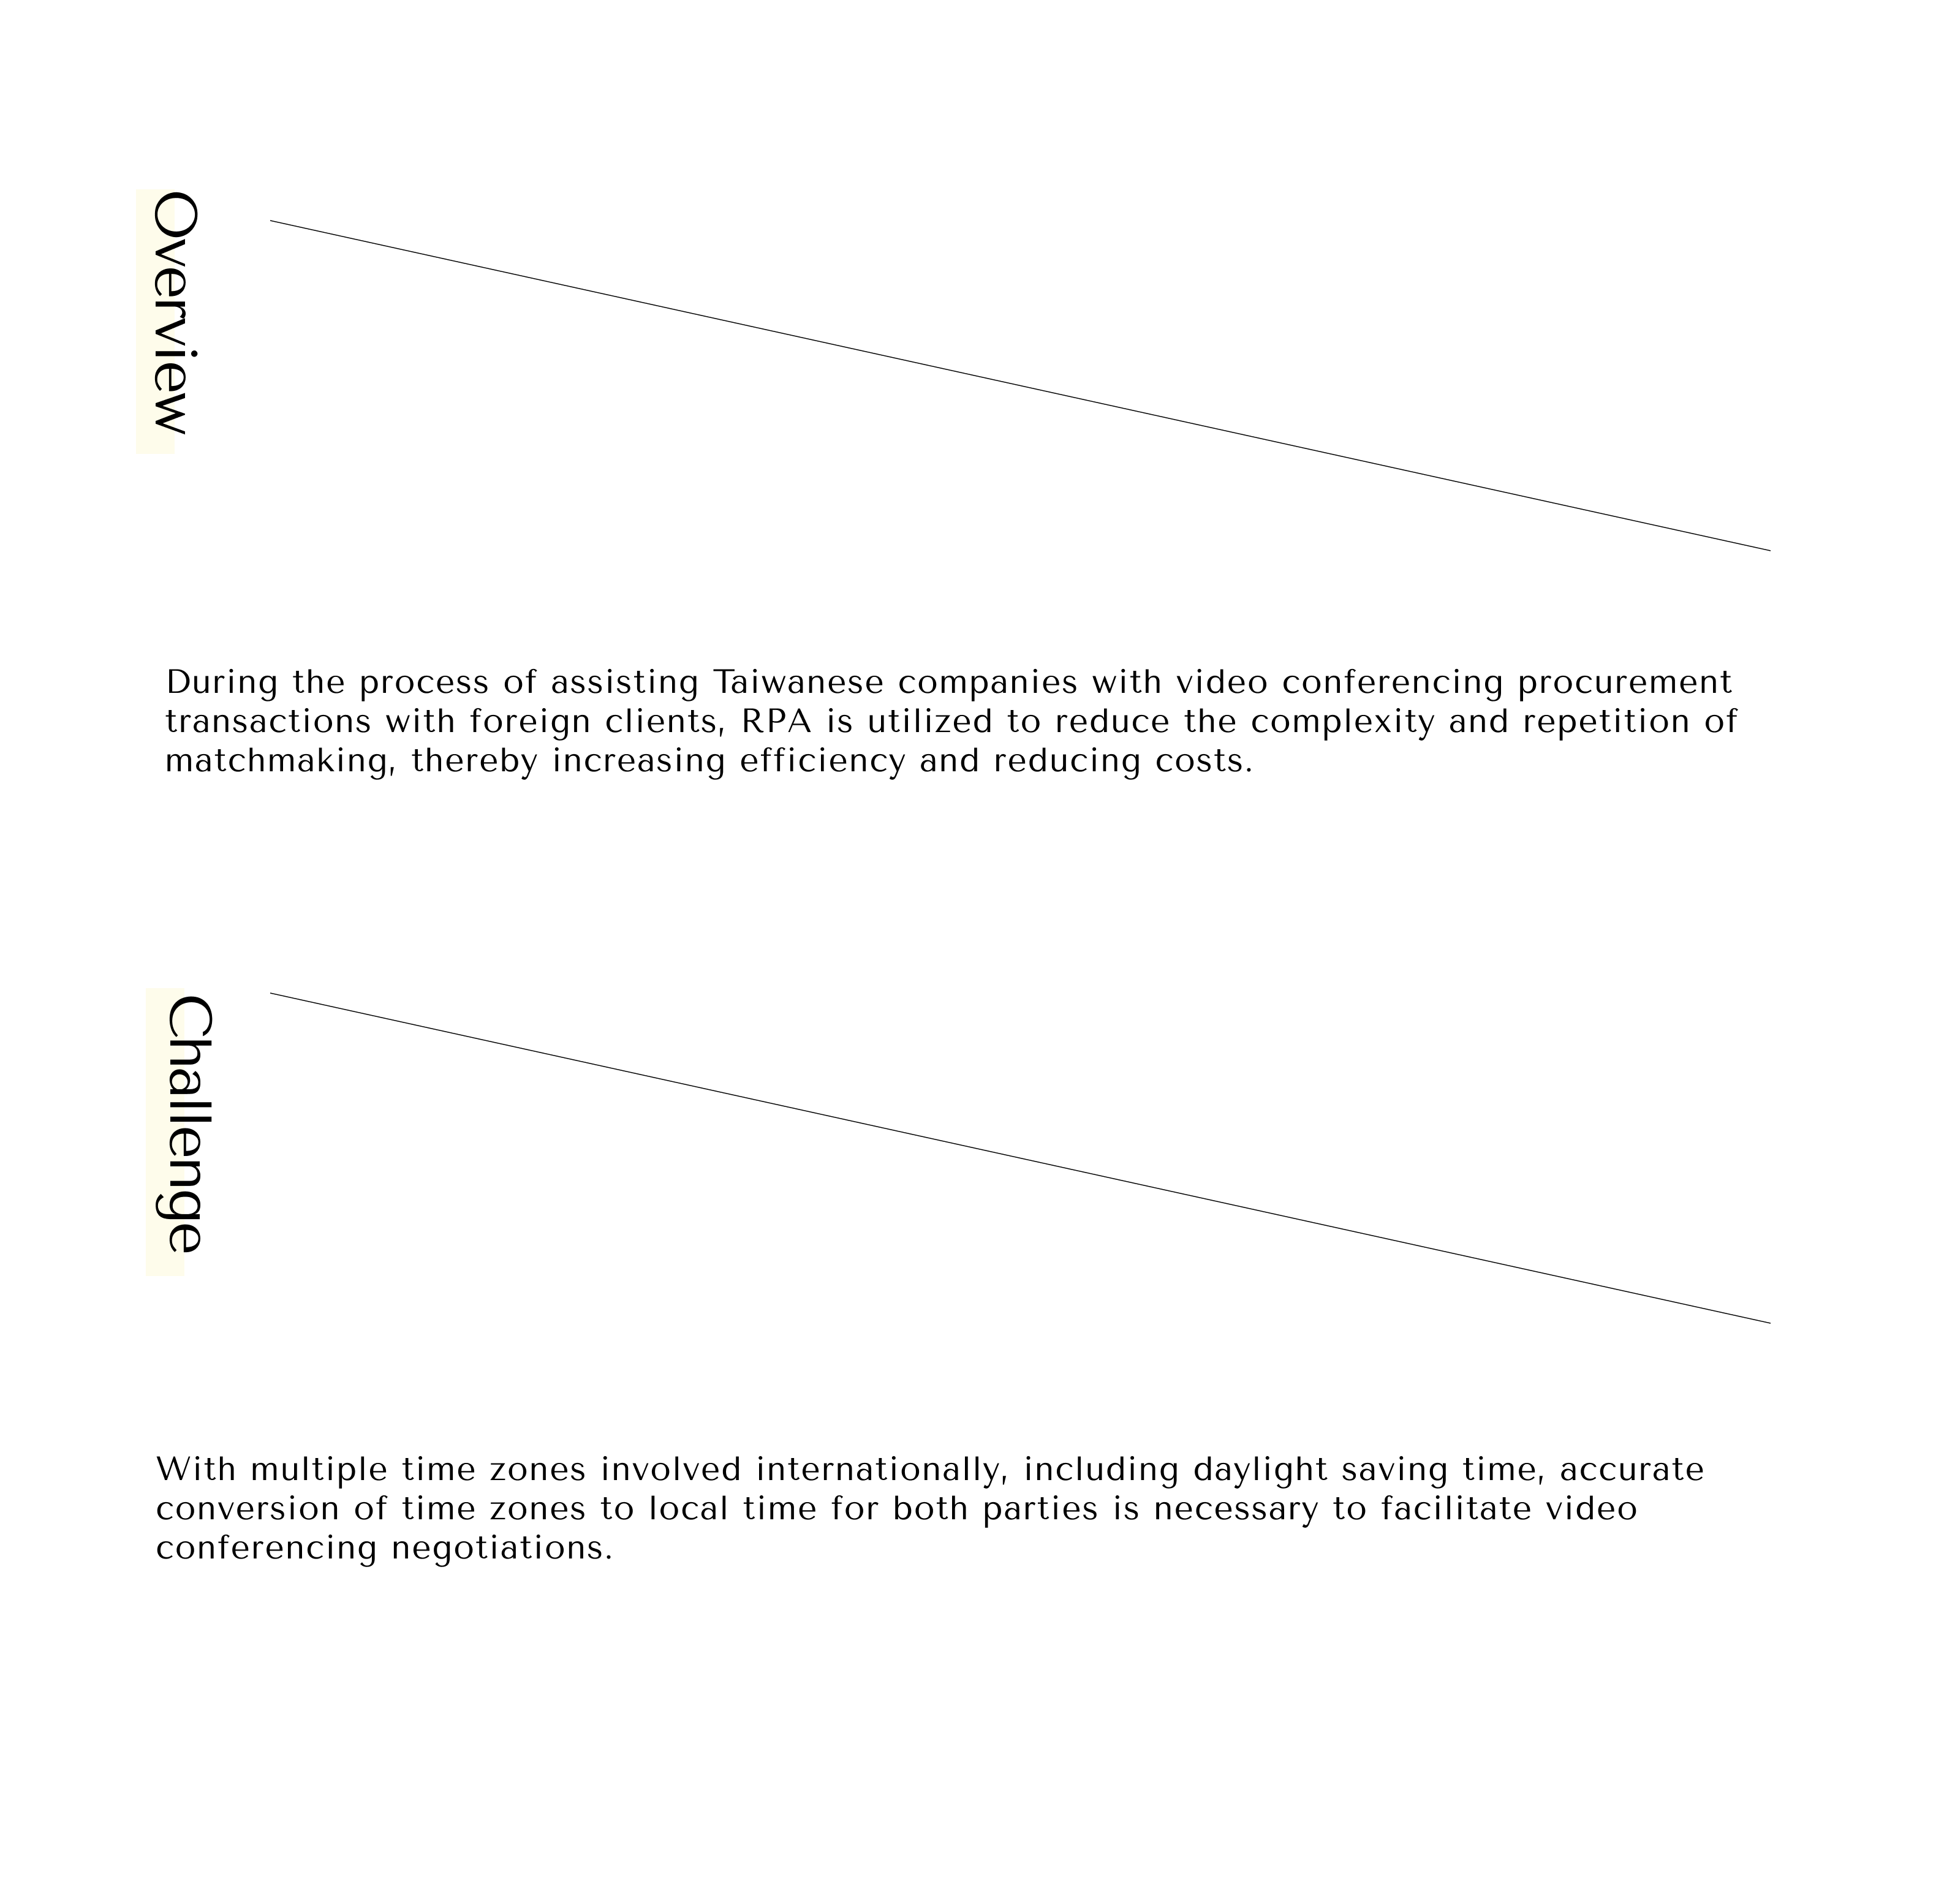 Overview
During the process of assisting Taiwanese companies with video conferencing procurement
transactions with foreign clients, RPA is utilized to reduce the complexity and repetition of
matchmaking, thereby increasing efficiency and reducing costs.
Challenge
With multiple time zones involved internationally, including daylight saving time, accurate
conversion of time zones to local time for both parties is necessary to facilitate video
conferencing negotiations.